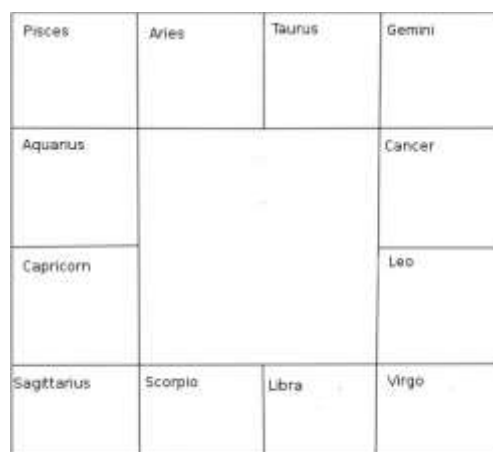 Pisces
Aries
Taurus
Gemini
Aquarius
Cancer
Capricorn
Leo
Sagittarius
Scorpio
Libra
Virgo